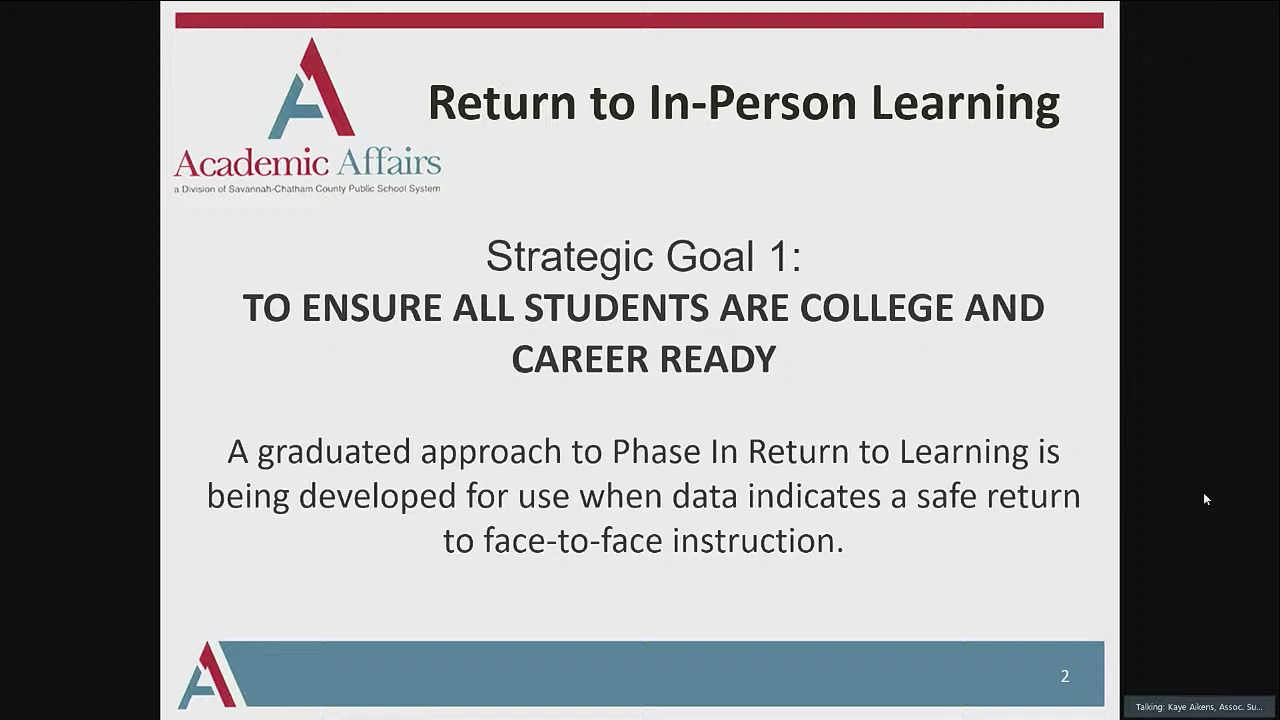 Return to In-Person Learning
Academic Affairs
a Division of Savannah-Chatham County Public School System
Strategic Goal 1:
TO ENSURE ALL STUDENTS ARE COLLEGE AND
CAREER READY
A graduated approach to Phase In Return to Learning is
being developed for use when data indicates a safe return
to face-to-face instruction.
2
Talking: Kaye Aikens, Assoc. Su...